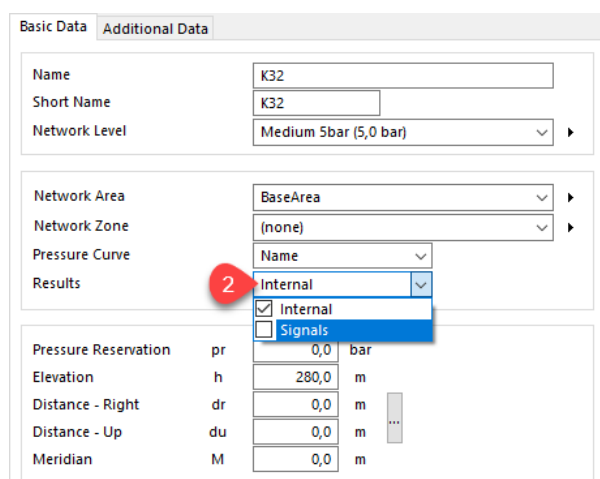 Basic Data Additional Data
Name K32
Short Name K32
Network Level Medium 5bar (5,0 bar)
Network Area BaseArea
Network Zone (none)
Pressure Curve Name
Results 2 Internal
Internal
Signals
Pressure Reservation pr 0,0 bar
Elevation h 280,0 m
Distance - Right dr 0,0 m
...
Distance - Up du 0,0 m
Meridian M 0,0 m